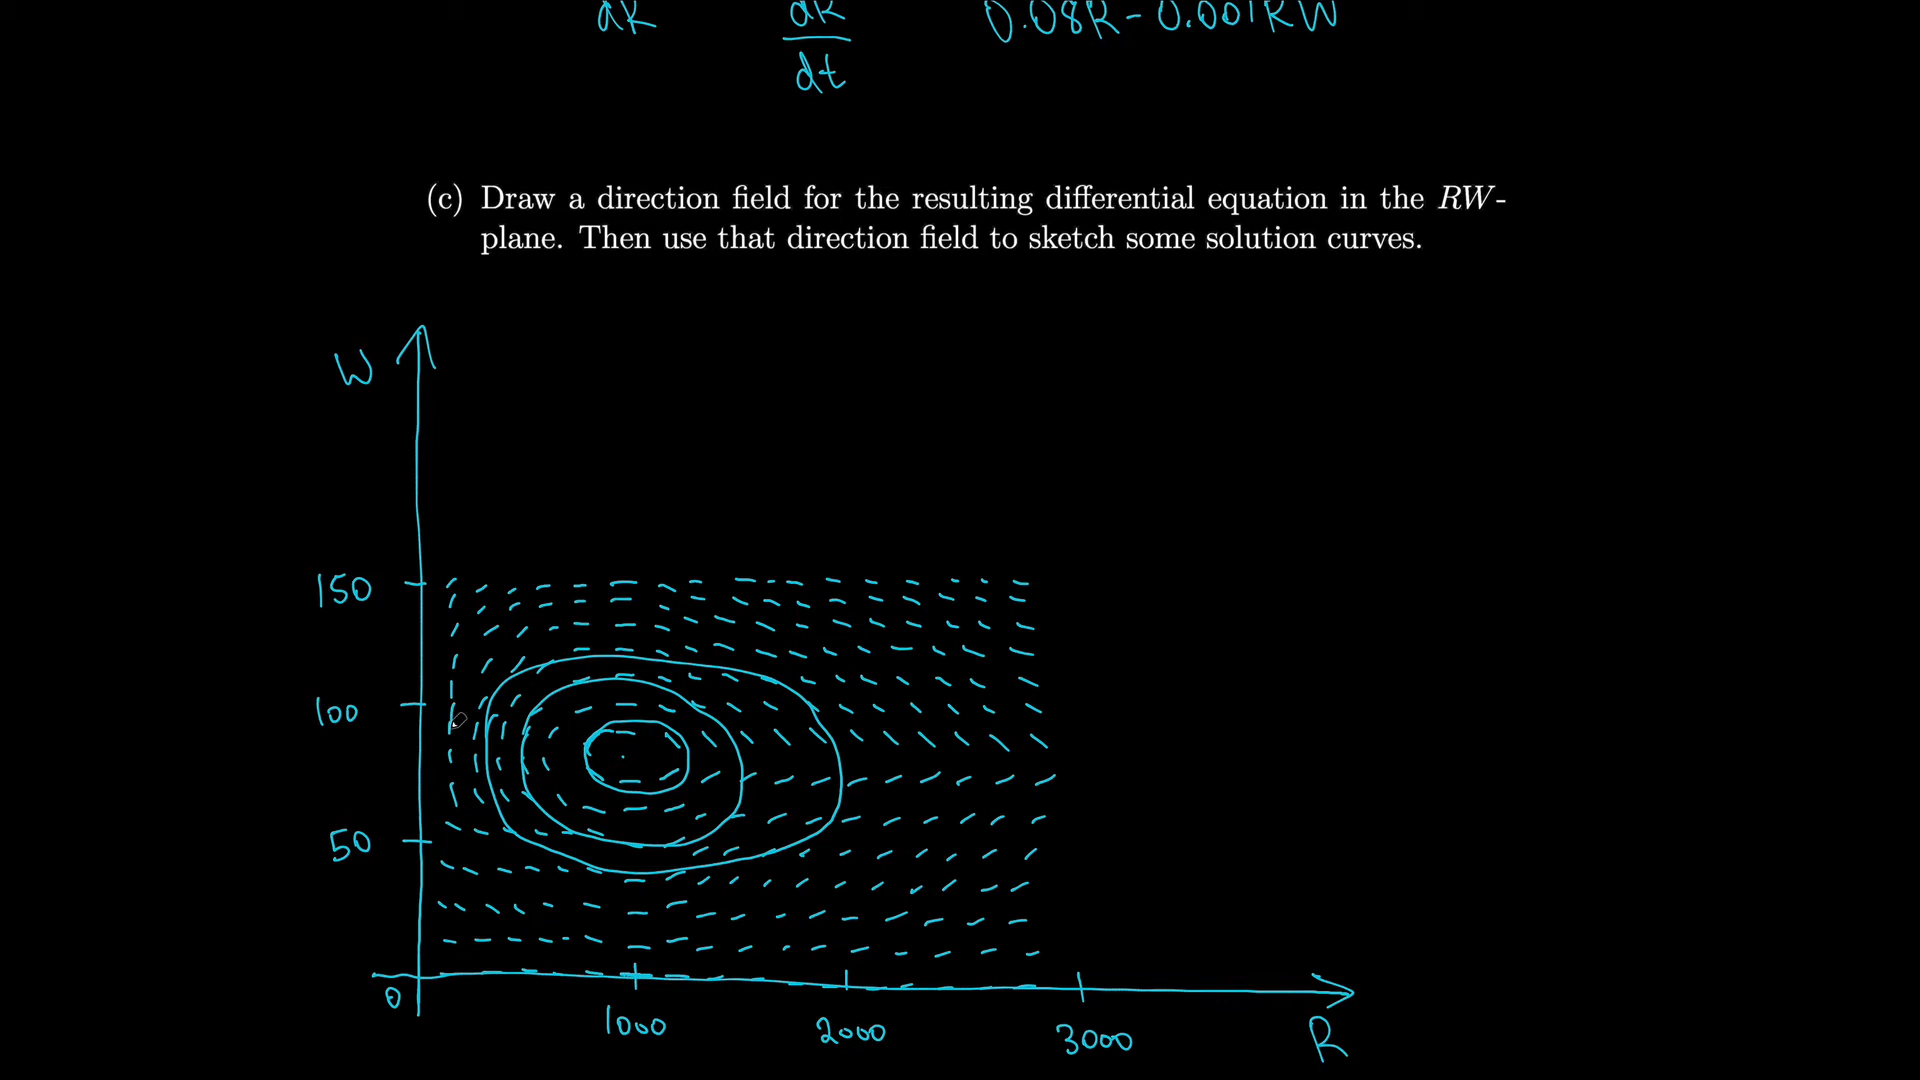 dR dR 0.08R - 0.001RW
dt
(c) Draw a direction field for the resulting differential equation in the RW-
plane. Then use that direction field to sketch some solution curves.
W
150
100
50
0
1000 2000 3000 R